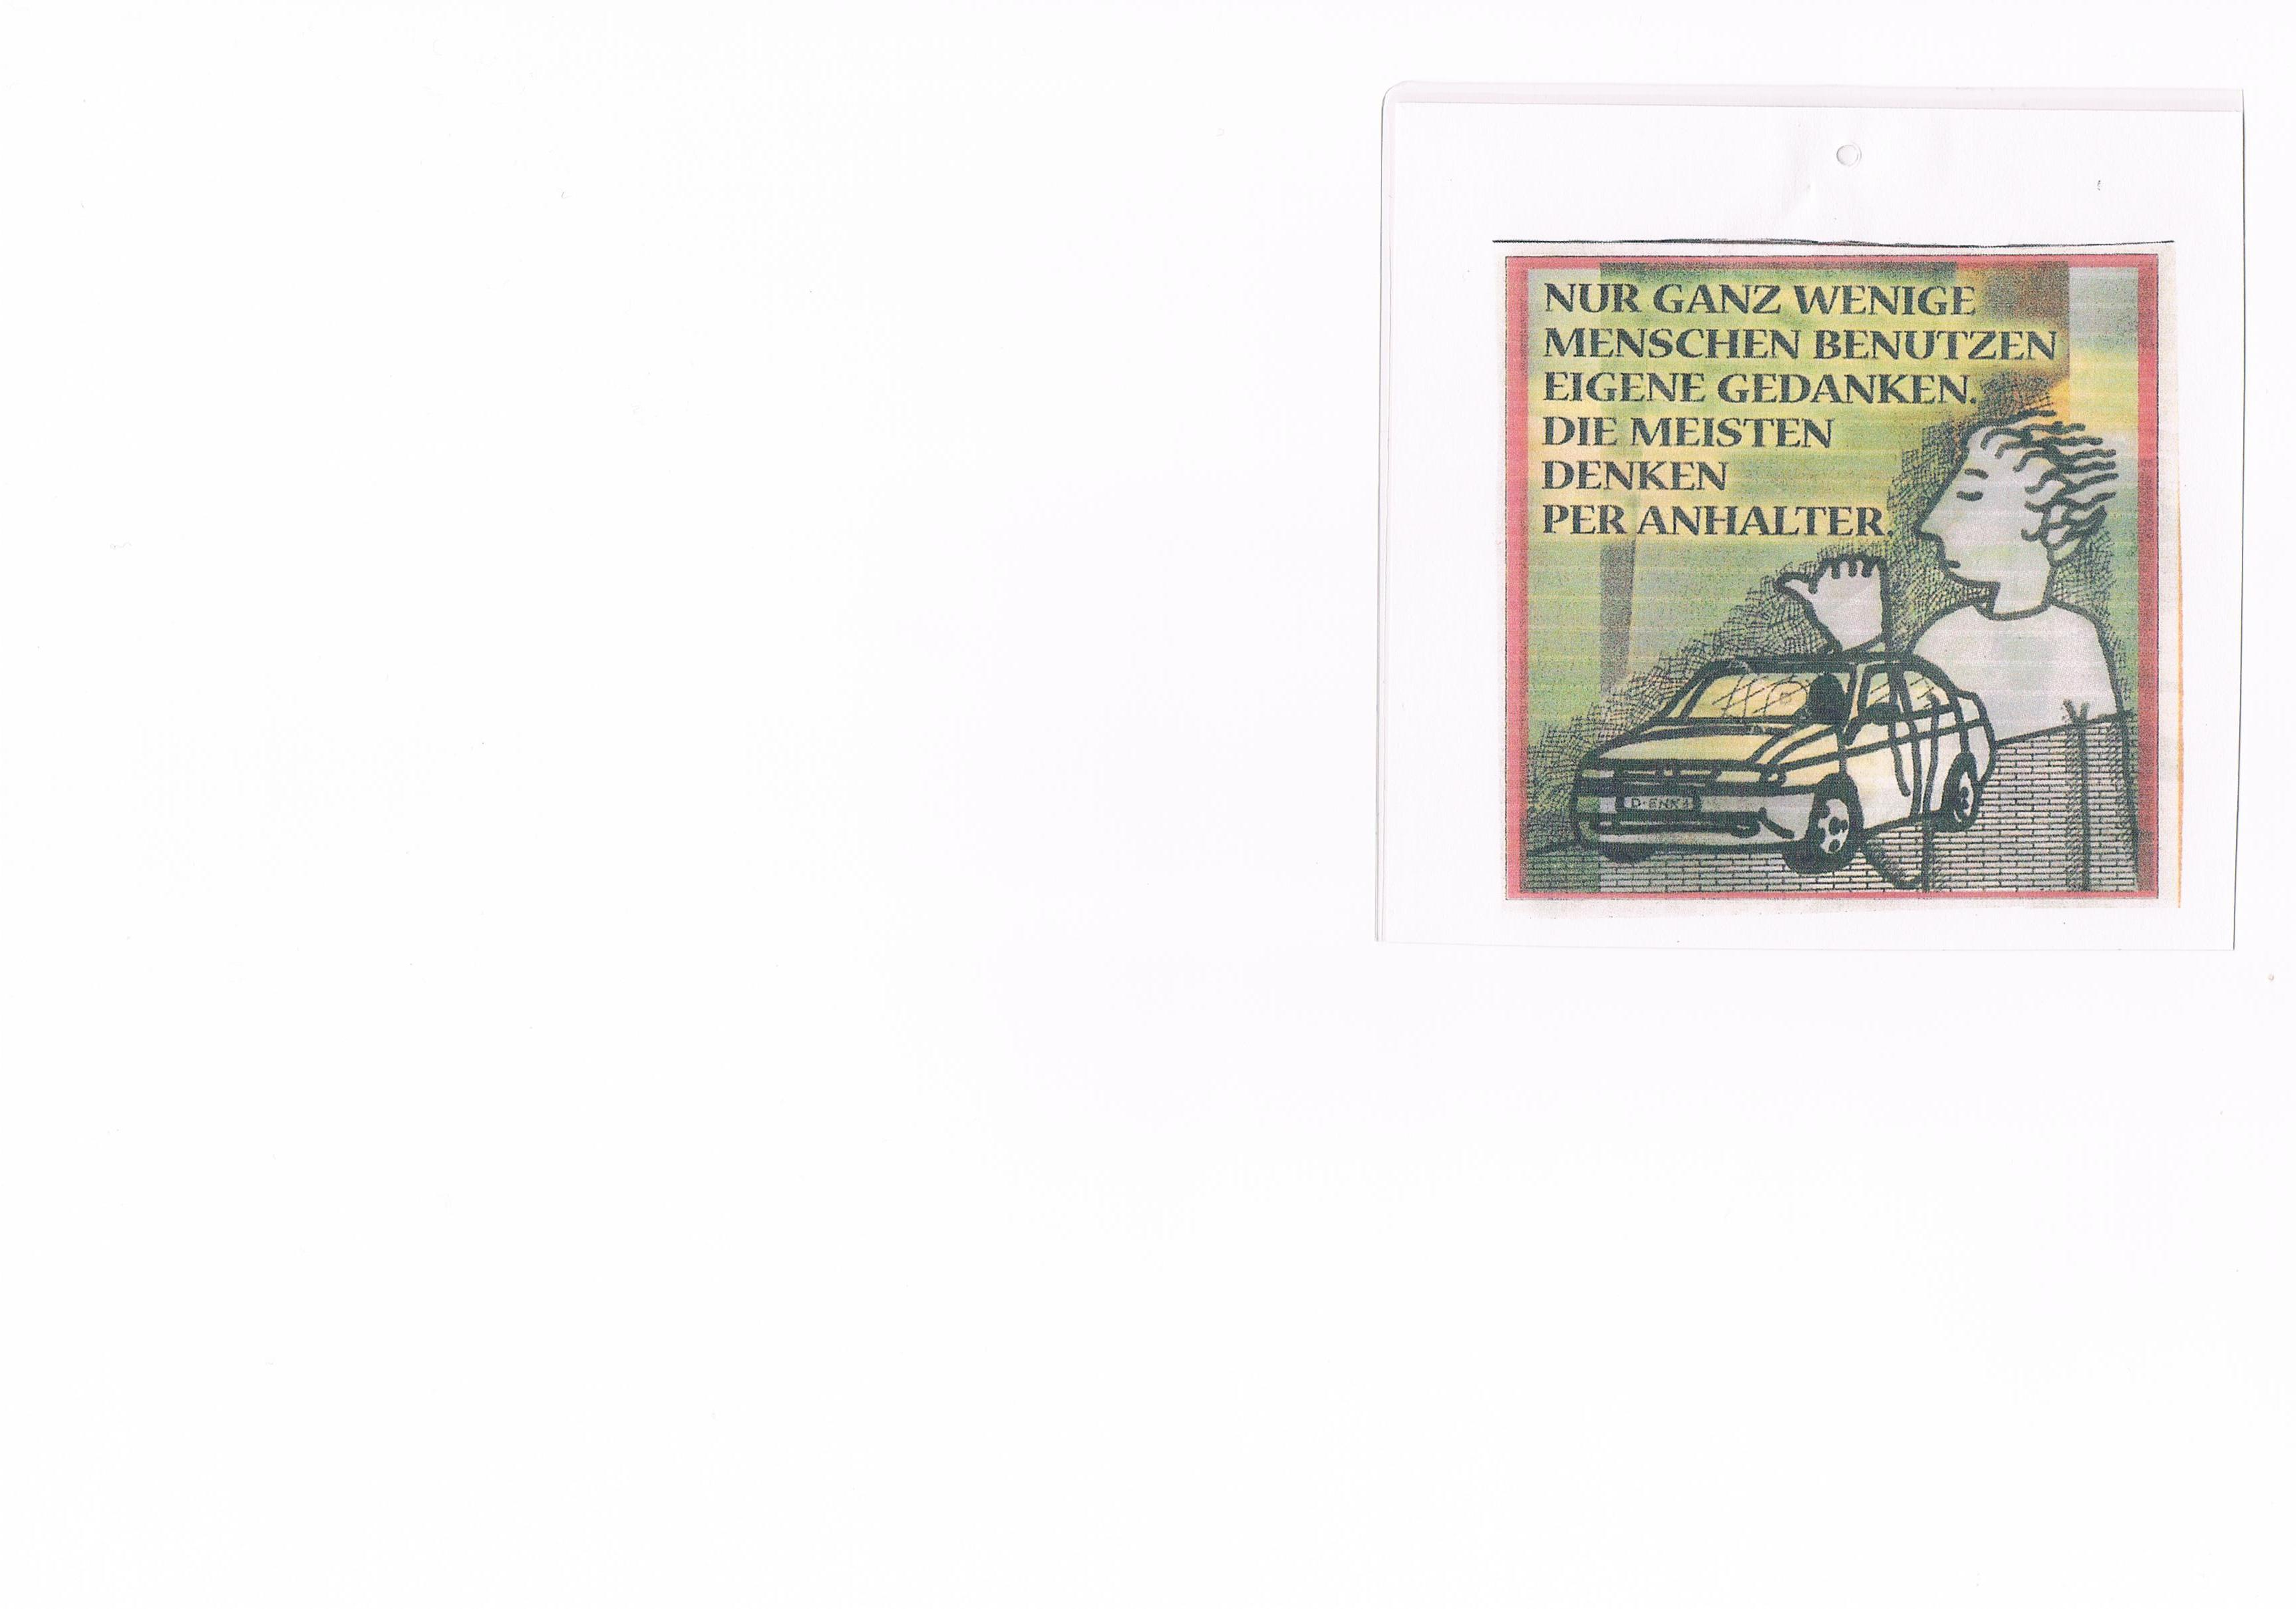 NUR GANZ WENIGE
MENSCHEN BENUTZEN
EIGENE GEDANKEN.
DIE MEISTEN
DENKEN
PER ANHALTER.